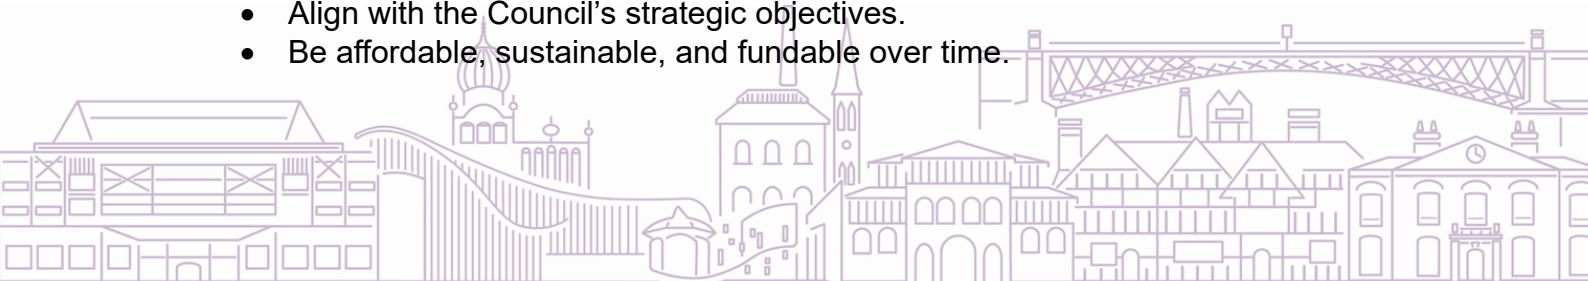 • Align with the Council’s strategic objectives.
• Be affordable, sustainable, and fundable over time.